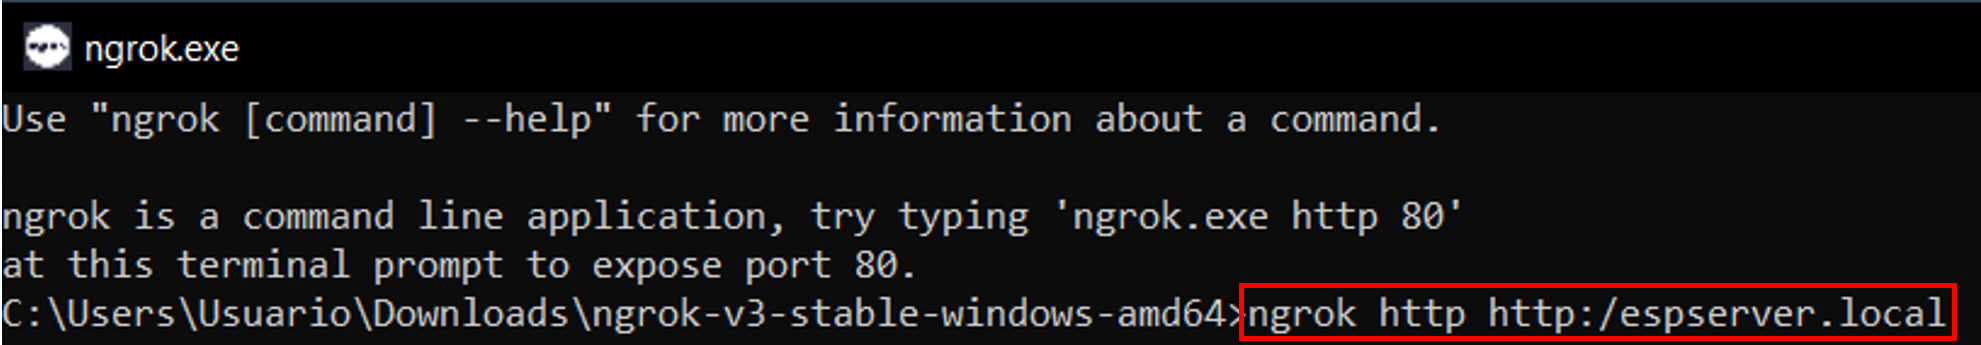 ngrok.exe
Use "ngrok [command] --help" for more information about a command.
ngrok is a command line application, try typing 'ngrok.exe http 80'
at this terminal prompt to expose port 80.
C:\Users\Usuario\Downloads\ngrok-v3-stable-windows-amd64>ngrok http http:/espserver.local